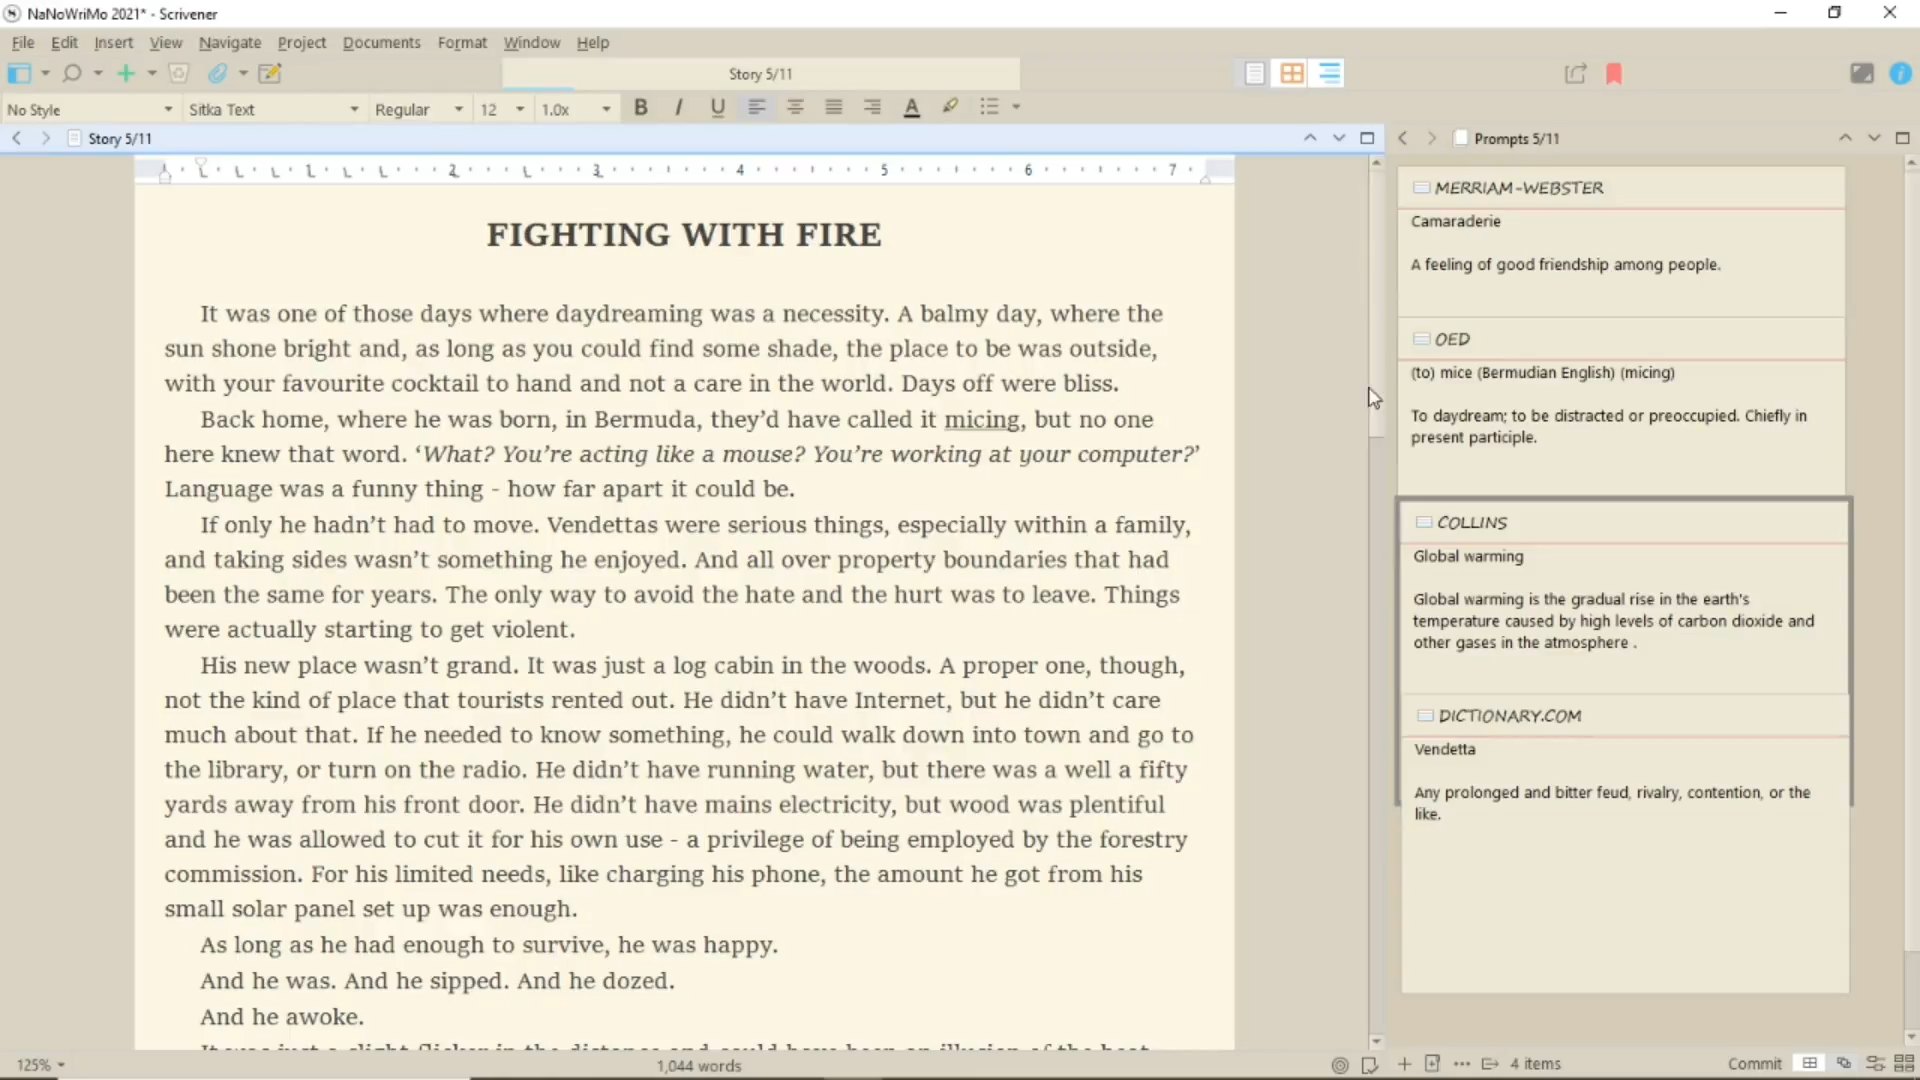 NaNoWriMo 2021* - Scrivener
File Edit Insert View Navigate Project Documents Format Window Help
Story 5/11
No Style Sitka Text Regular 12 1.0x B I U A
Story 5/11
1 2 3 4 5 6 7
FIGHTING WITH FIRE
It was one of those days where daydreaming was a necessity. A balmy day, where the
sun shone bright and, as long as you could find some shade, the place to be was outside,
with your favourite cocktail to hand and not a care in the world. Days off were bliss.
Back home, where he was born, in Bermuda, they’d have called it micing, but no one
here knew that word. ‘What? You’re acting like a mouse? You’re working at your computer?’
Language was a funny thing - how far apart it could be.
If only he hadn’t had to move. Vendettas were serious things, especially within a family,
and taking sides wasn’t something he enjoyed. And all over property boundaries that had
been the same for years. The only way to avoid the hate and the hurt was to leave. Things
were actually starting to get violent.
His new place wasn’t grand. It was just a log cabin in the woods. A proper one, though,
not the kind of place that tourists rented out. He didn’t have Internet, but he didn’t care
much about that. If he needed to know something, he could walk down into town and go to
the library, or turn on the radio. He didn’t have running water, but there was a well a fifty
yards away from his front door. He didn’t have mains electricity, but wood was plentiful
and he was allowed to cut it for his own use - a privilege of being employed by the forestry
commission. For his limited needs, like charging his phone, the amount he got from his
small solar panel set up was enough.
As long as he had enough to survive, he was happy.
And he was. And he sipped. And he dozed.
And he awoke.
125%
1,044 words
Prompts 5/11
MERRIAM-WEBSTER
Camaraderie
A feeling of good friendship among people.
OED
(to) mice (Bermudian English) (micing)
To daydream; to be distracted or preoccupied. Chiefly in
present participle.
COLLINS
Global warming
Global warming is the gradual rise in the earth's
temperature caused by high levels of carbon dioxide and
other gases in the atmosphere .
DICTIONARY.COM
Vendetta
Any prolonged and bitter feud, rivalry, contention, or the
like.
4 items
Commit